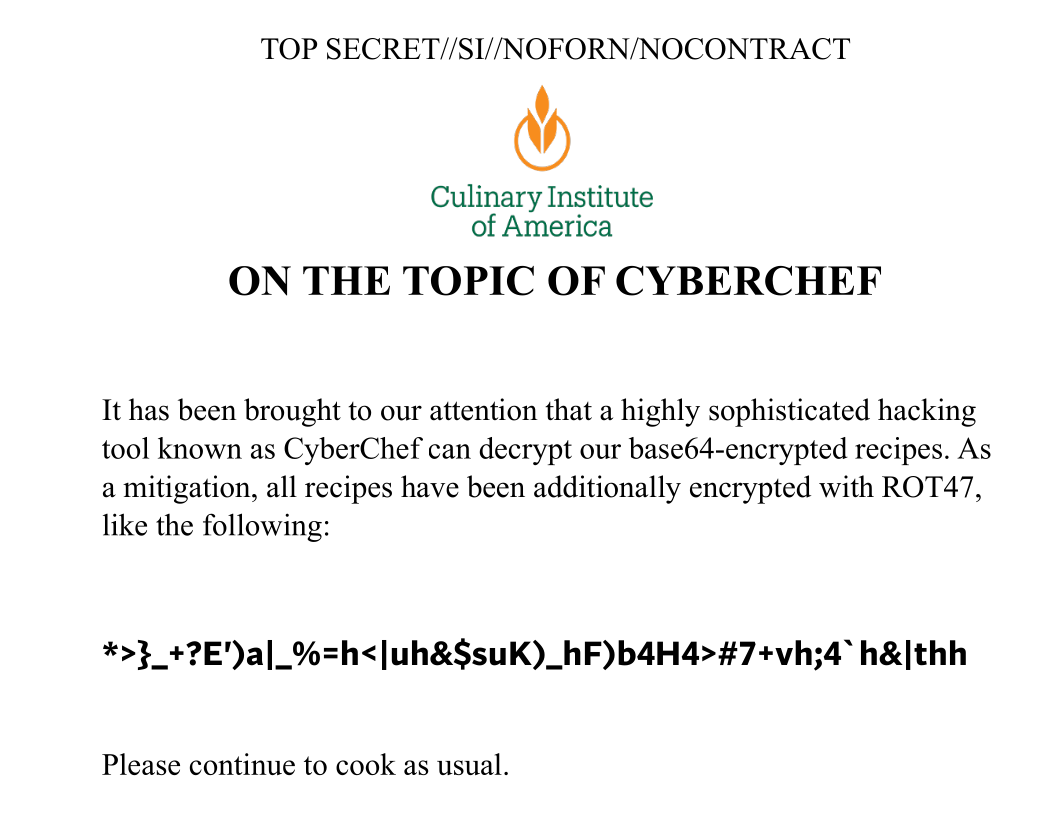 TOP SECRET//SI//NOFORN/NOCONTRACT
Culinary Institute
of America
ON THE TOPIC OF CYBERCHEF
It has been brought to our attention that a highly sophisticated hacking
tool known as CyberChef can decrypt our base64-encrypted recipes. As
a mitigation, all recipes have been additionally encrypted with ROT47,
like the following:
*>}_+?E')a|_%=h<|uh&$suK)_hF)b4H4>#7+vh;4`h&|thh
Please continue to cook as usual.